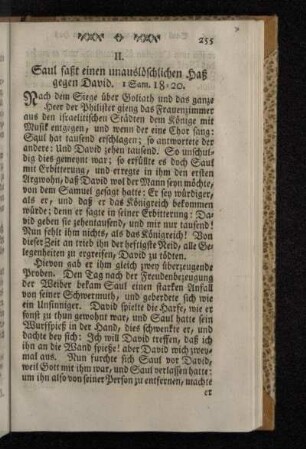 255
II.
Saul faßt einen unauslöschlichen Haß
gegen David. 1 Sam. 18-20.
Nach dem Siege über Goliath und das ganze
Heer der Philister gieng das Frauenzimmer
aus den israelitischen Städten dem Könige mit
Musik entgegen, und wenn der eine Chor sang:
Saul hat tausend erschlagen; so antwortete der
andere: Und David zehen tausend. So unschul-
dig dies gemeynt war; so erfüllte es doch Saul
mit Erbitterung, und erregte in ihm den ersten
Argwohn, daß David wol der Mann seyn möchte,
von dem Samuel gesagt hatte: Er sey würdiger,
als er, und daß er das Königreich bekommen
würde; denn er sagte in seiner Erbitterung: Da-
vid geben sie zehentausend, und mir nur tausend!
Nun fehlt ihm nichts, als das Königreich! Von
dieser Zeit an trieb ihn der heftigste Neid, alle Ge-
legenheiten zu ergreifen, David zu tödten.
Hievon gab er ihm gleich zwey überzeugende
Proben. Den Tag nach der Freudenbezeugung
der Weiber bekam Saul einen starken Anfall
von seiner Schwermuth, und geberdete sich wie
ein Unsinniger. David spielte die Harfe, wie er
sonst zu thun gewohnt war, und Saul hatte sein
Wurfspieß in der Hand, dies schwenkte er, und
dachte bey sich: Ich will David treffen, daß ich
ihn an die Wand spieße! aber David wich zwey-
mal aus. Nun furchte sich Saul vor David,
weil Gott mit ihm war, und Saul verlassen hatte:
um ihn also von seiner Person zu entfernen, machte
er